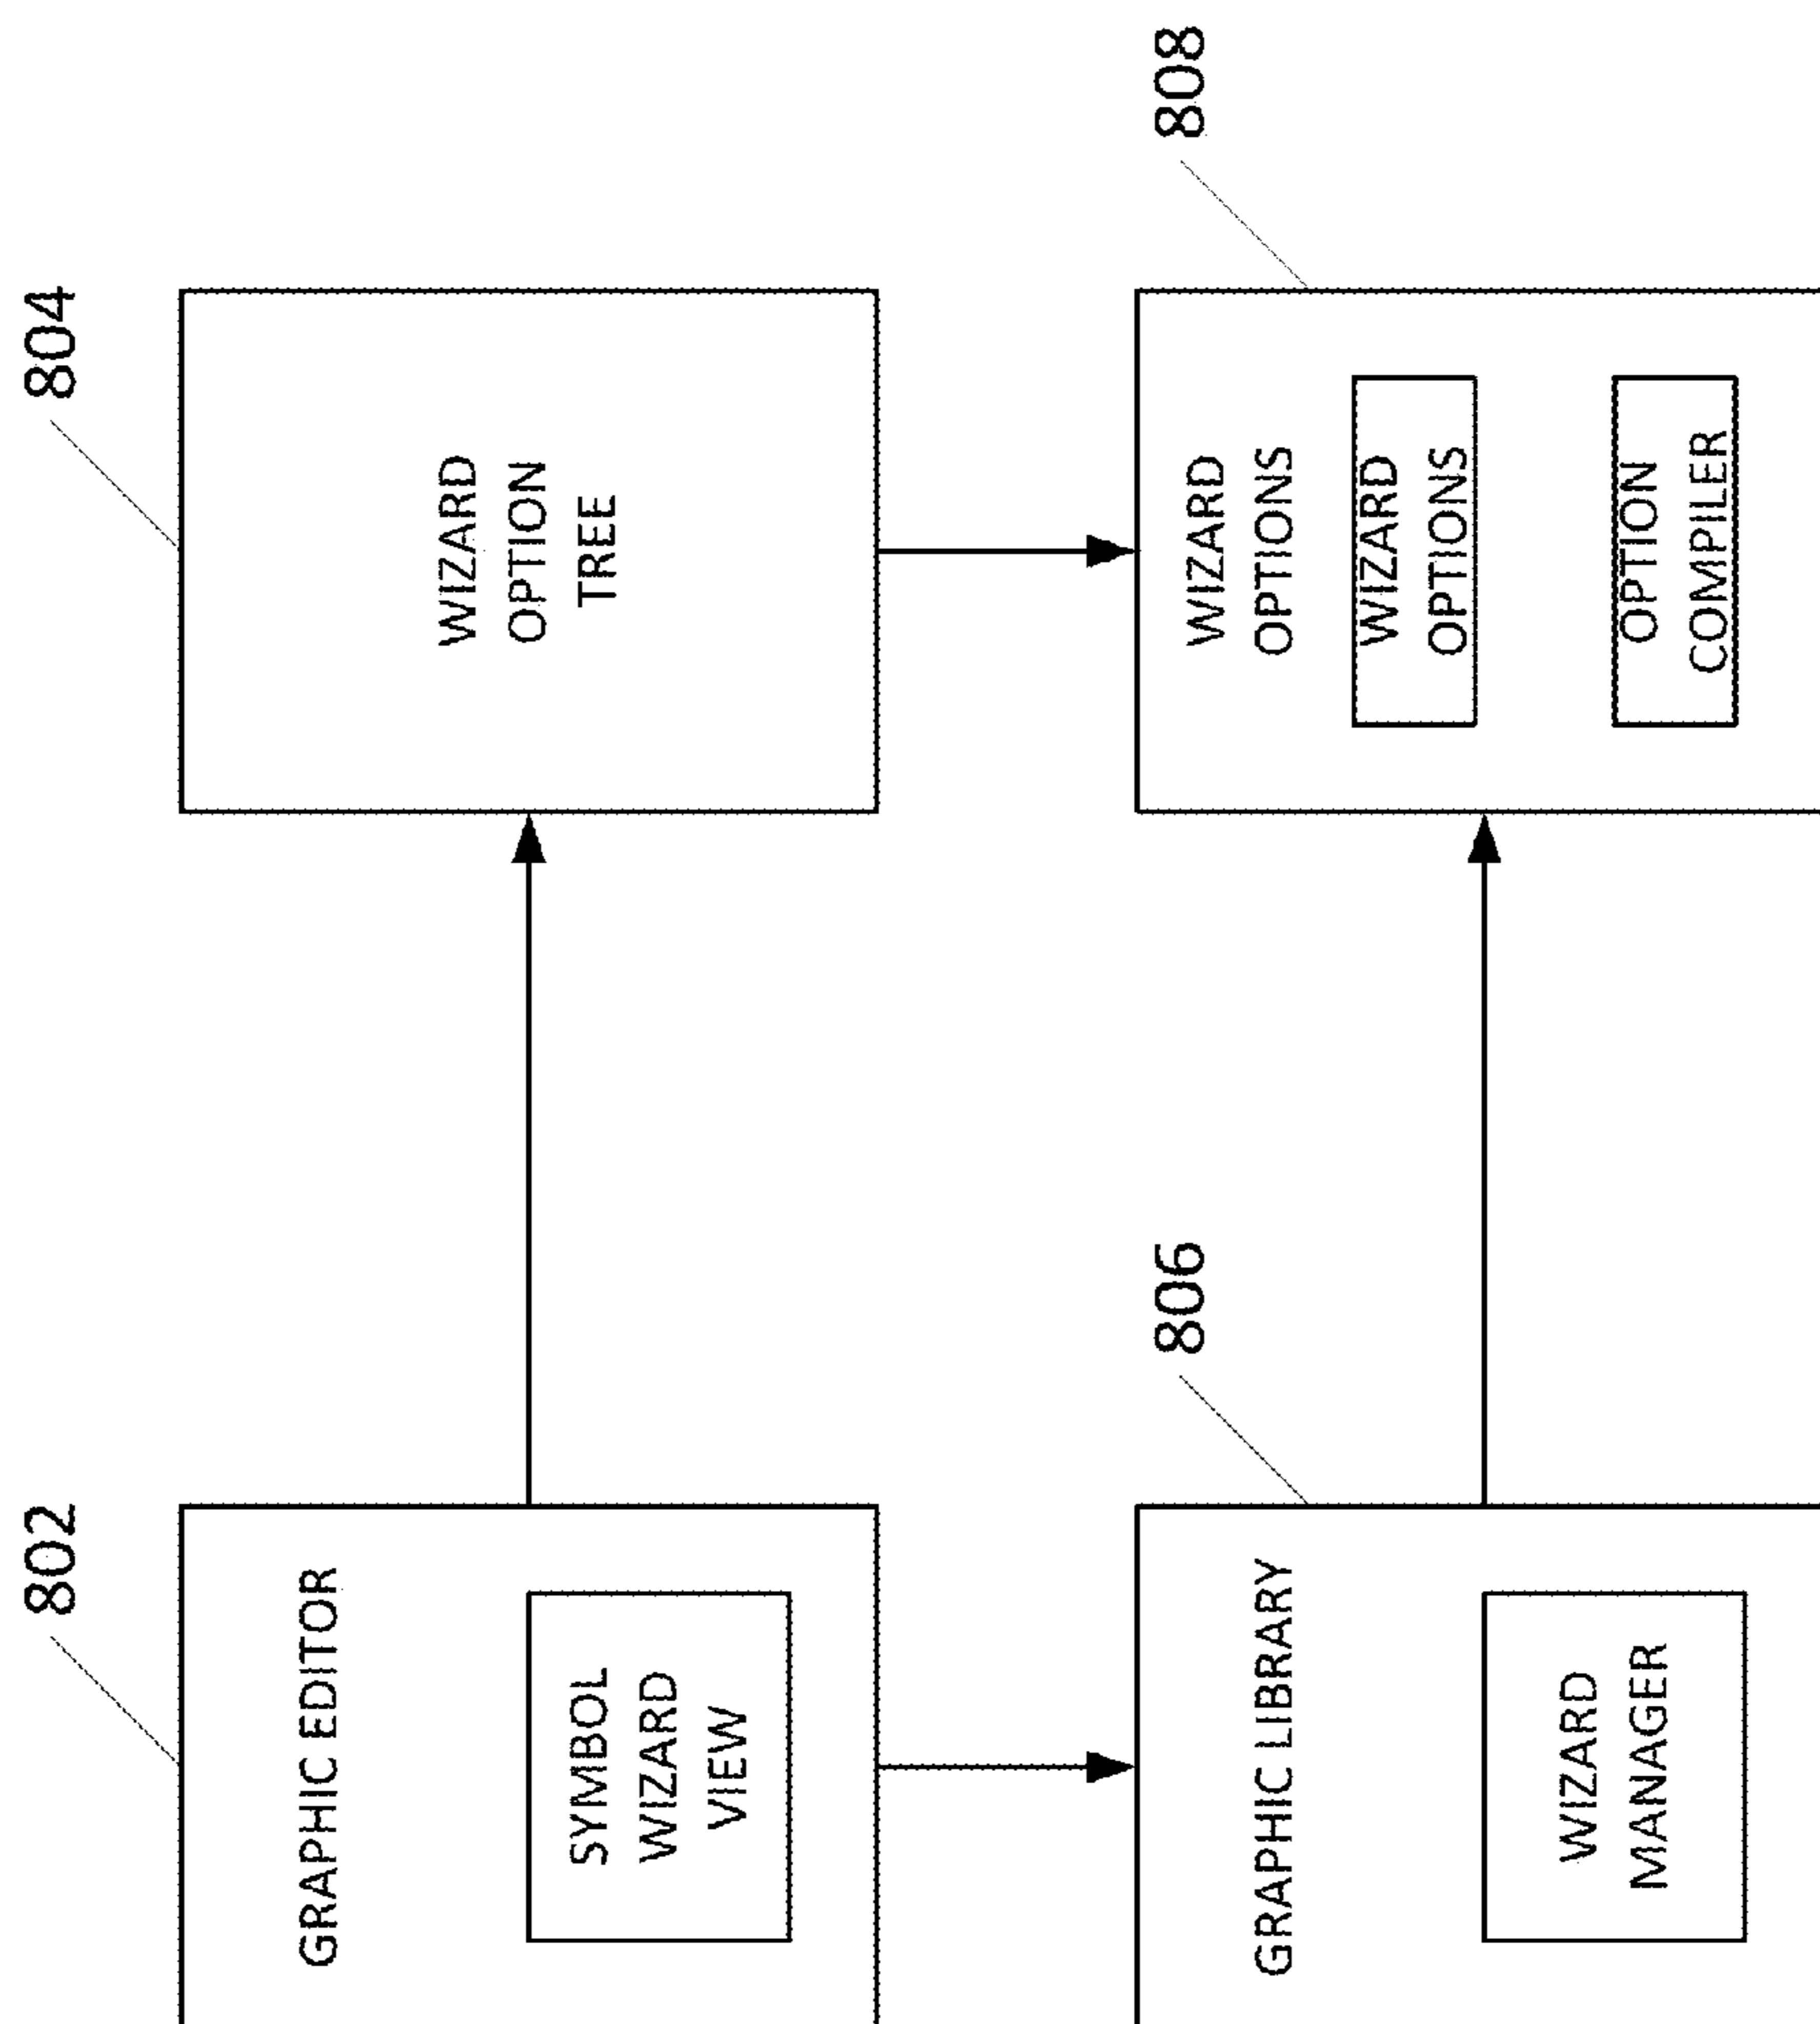 802
GRAPHIC EDITOR
SYMBOL
WIZARD
VIEW
804
WIZARD
OPTION
TREE
806
GRAPHIC LIBRARY
WIZARD
MANAGER
808
WIZARD
OPTIONS
WIZARD
OPTIONS
OPTION
COMPILER